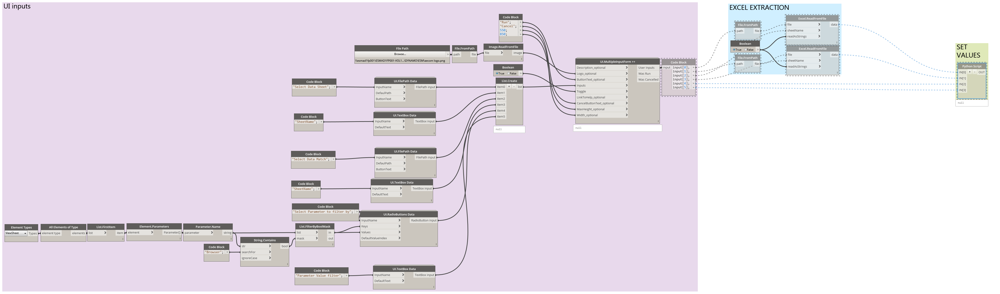 UI inputs
Code Block
"Run"; >
"Cancel"; >
550; >
850; >
File Path
Browse... >
\\esmad1fp001\ESMAD1FP001-VOL1...\DYNAMO\ESM\aecom logo.png
File.FromPath
path file
Image.ReadFromFile
file > image
Boolean
True False >
Code Block
"Select Data Sheet"; >
UI.FilePath Data
InputName > FilePath input
DefaulPath >
ButtonText >
List.Create
item0 + - list
item1
item2
item3
item4
item5
null
UI.MultipleInputForm ++
Description_optional > User Inputs
Logo_optional > Was Run
ButtonText_optional > Was Cancelled
Inputs >
Toggle >
LinkToHelp_optional >
CancelButtonText_optional >
MaxHeight_optional >
Width_optional >
null
Code Block
input input[0]; >
input[1]; >
input[2]; >
input[3]; >
input[4]; >
input[5]; >
Code Block
"SheetName"; >
UI.TextBox Data
InputName > TextBox input
DefaultText >
Code Block
"Select Data Match"; >
UI.FilePath Data
InputName > FilePath input
DefaulPath >
ButtonText >
Code Block
"SheetName"; >
UI.TextBox Data
InputName > TextBox input
DefaultText >
Code Block
"Select Parameter to filter by"; >
UI.RadioButtons Data
InputName > RadioButton input
Keys >
Values >
DefaultValueIndex >
Element Types
ViewSheet Types
All Elements of Type
element type elements
List.FirstItem
list > item
Element.Parameters
element > Parameter[]
Parameter.Name
parameter > string
List.FilterByBoolMask
list > in
mask > out
String.Contains
str > bool
searchFor >
ignoreCase >
Code Block
"Browser"; >
Code Block
"Parameter Value filter"; >
UI.TextBox Data
InputName > TextBox input
DefaultText >
EXCEL EXTRACTION
File.FromPath
path file
Boolean
True False >
File.FromPath
path file
Excel.ReadFromFile
file > data
sheetName >
readAsStrings >
Excel.ReadFromFile
file > data
sheetName >
readAsStrings >
SET
VALUES
Python Script
IN[0] + - OUT
IN[1]
IN[2]
IN[3]
null